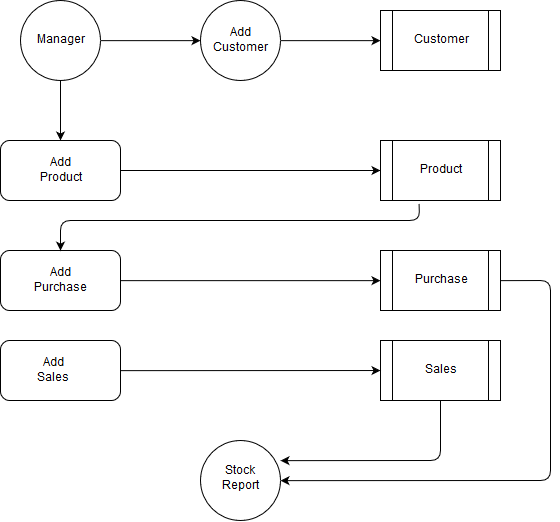 Manager
Add
Customer
Customer
Add
Product
Product
Add
Purchase
Purchase
Add
Sales
Sales
Stock
Report